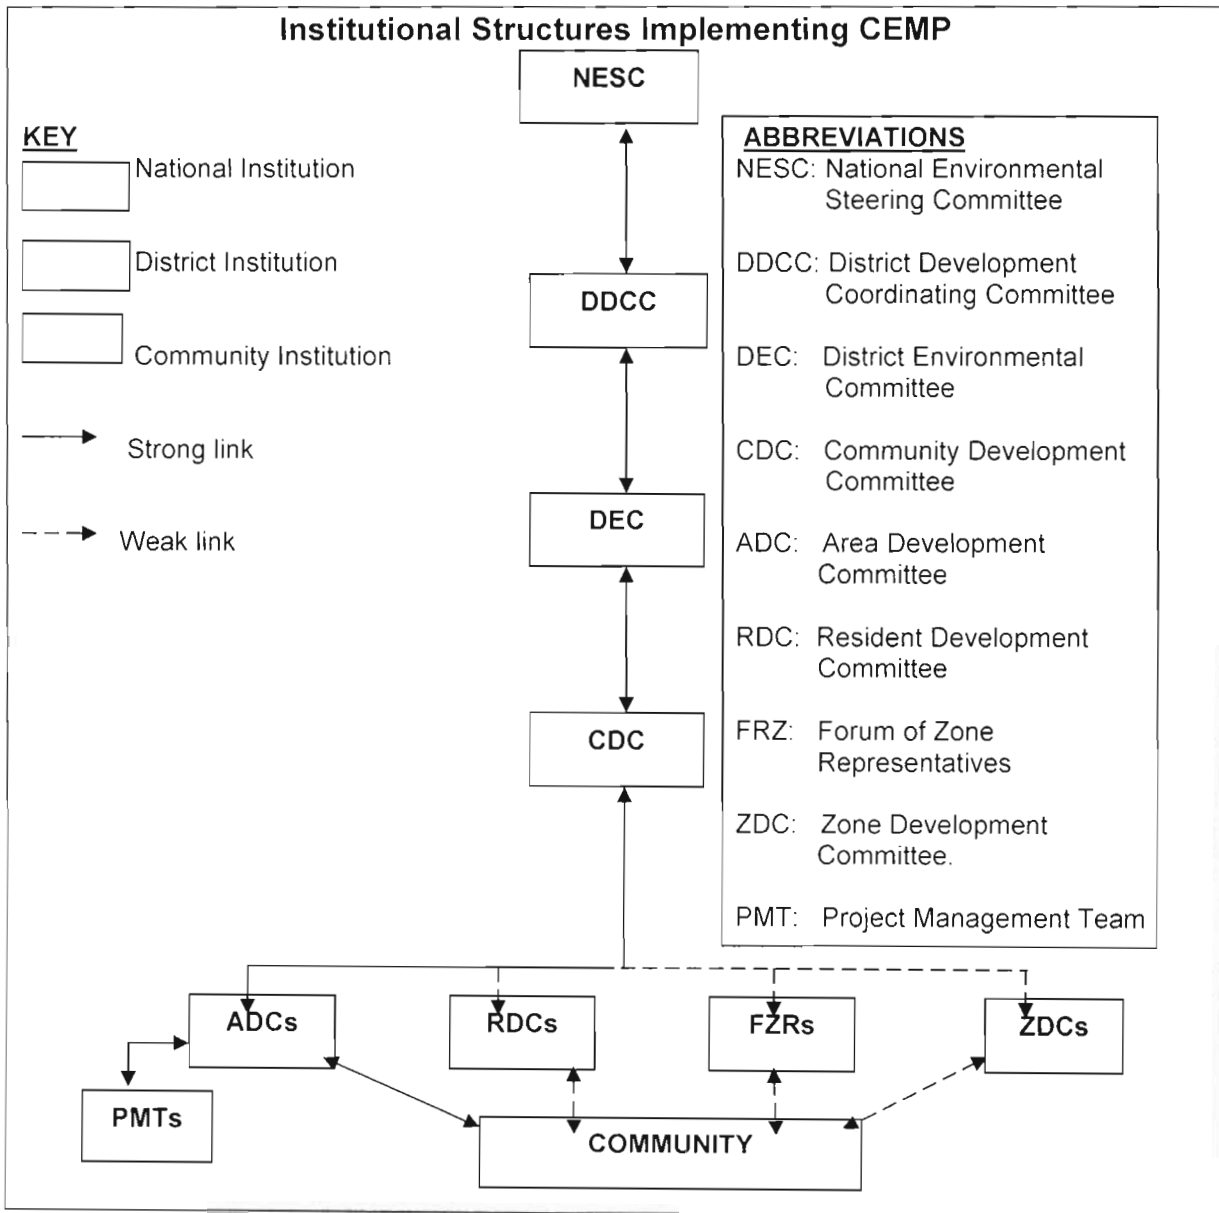 Institutional Structures Implementing CEMP
NESC
KEY
National Institution
District Institution
Community Institution
Strong link
Weak link
DDCC
DEC
CDC
ABBREVIATIONS
NESC: National Environmental
Steering Committee
DDCC: District Development
Coordinating Committee
DEC: District Environmental
Committee
CDC: Community Development
Committee
ADC: Area Development
Committee
RDC: Resident Development
Committee
FRZ: Forum of Zone
Representatives
ZDC: Zone Development
Committee.
PMT: Project Management Team
ADCs
RDCs
FZRs
ZDCs
PMTs
COMMUNITY